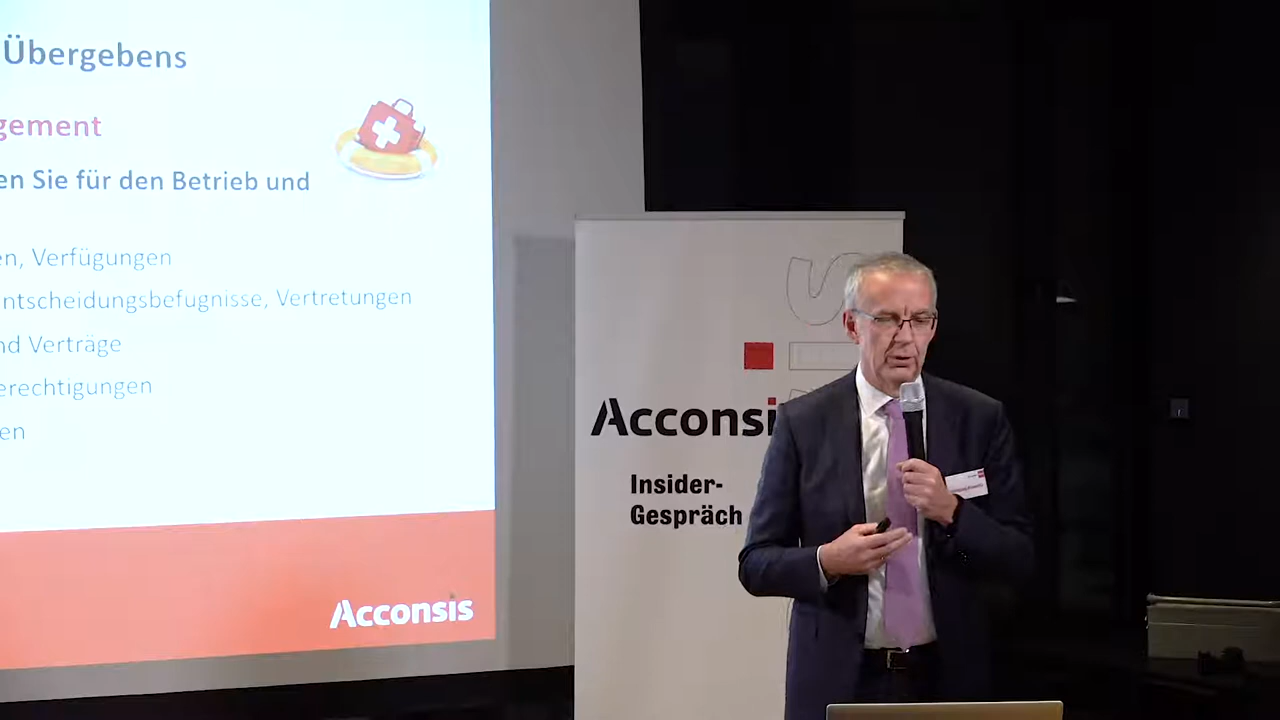 Übergebens
gement
en Sie für den Betrieb und
en, Verfügungen
ntscheidungsbefugnisse, Vertretungen
nd Verträge
erechtigungen
en
Acconsis
Acconsi
Insider-
Gespräch